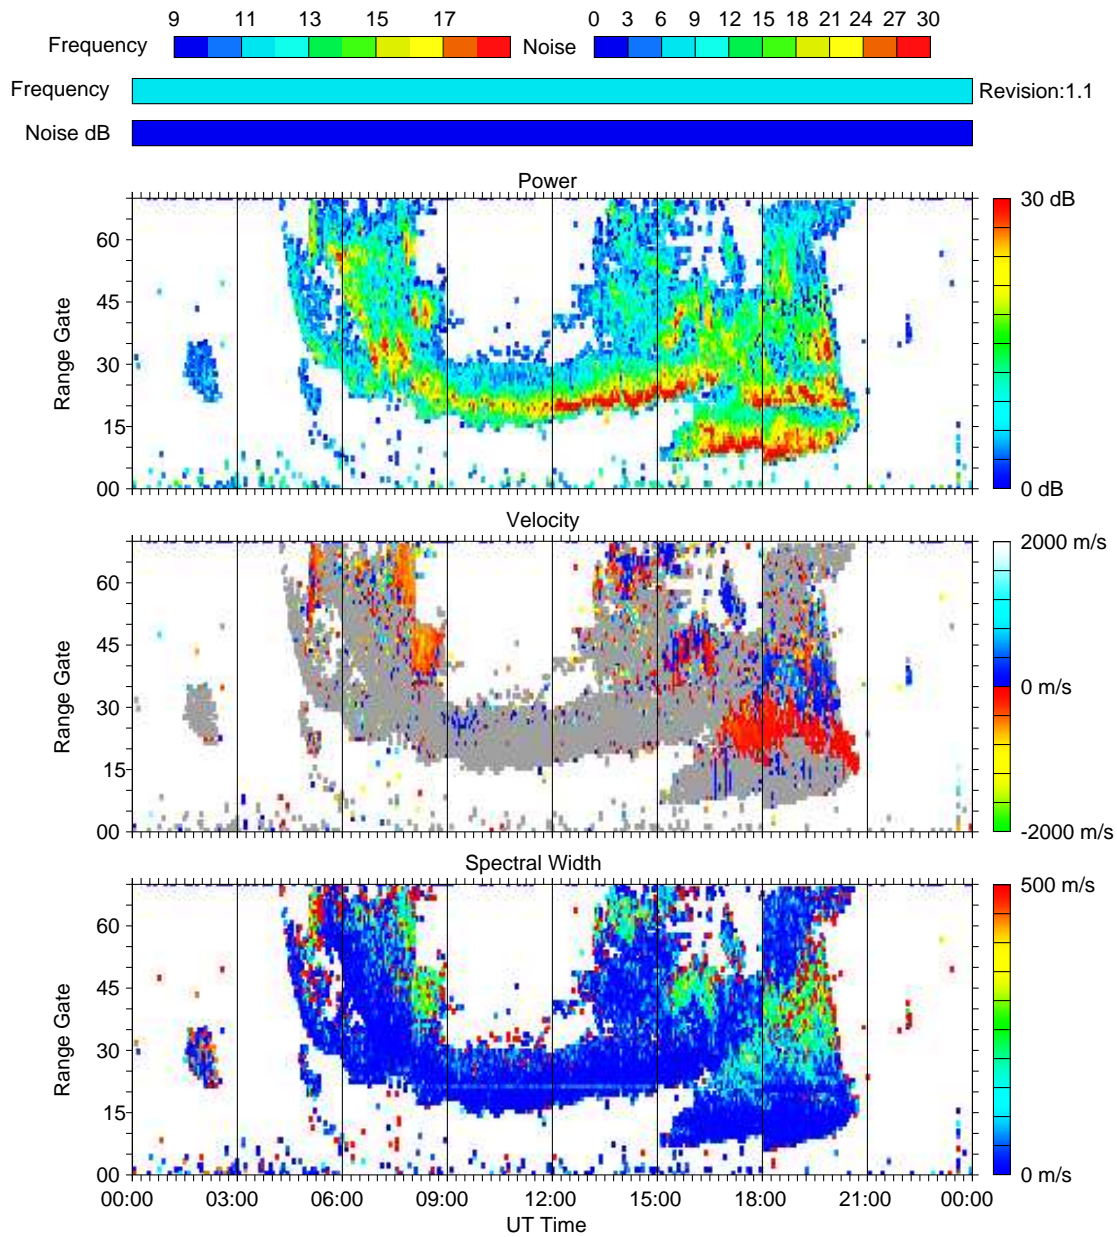 9 11 13 15 17 0 3 6 9 12 15 18 21 24 27 30
Frequency Noise
Frequency Revision:1.1
Noise dB
Power
30 dB
60
45
30
15
00
0 dB
Range Gate
Velocity
2000 m/s
60
45
0 m/s
30
15
00
-2000 m/s
Range Gate
Spectral Width
500 m/s
60
45
30
15
00
0 m/s
Range Gate
00:00 03:00 06:00 09:00 12:00 15:00 18:00 21:00 00:00
UT Time